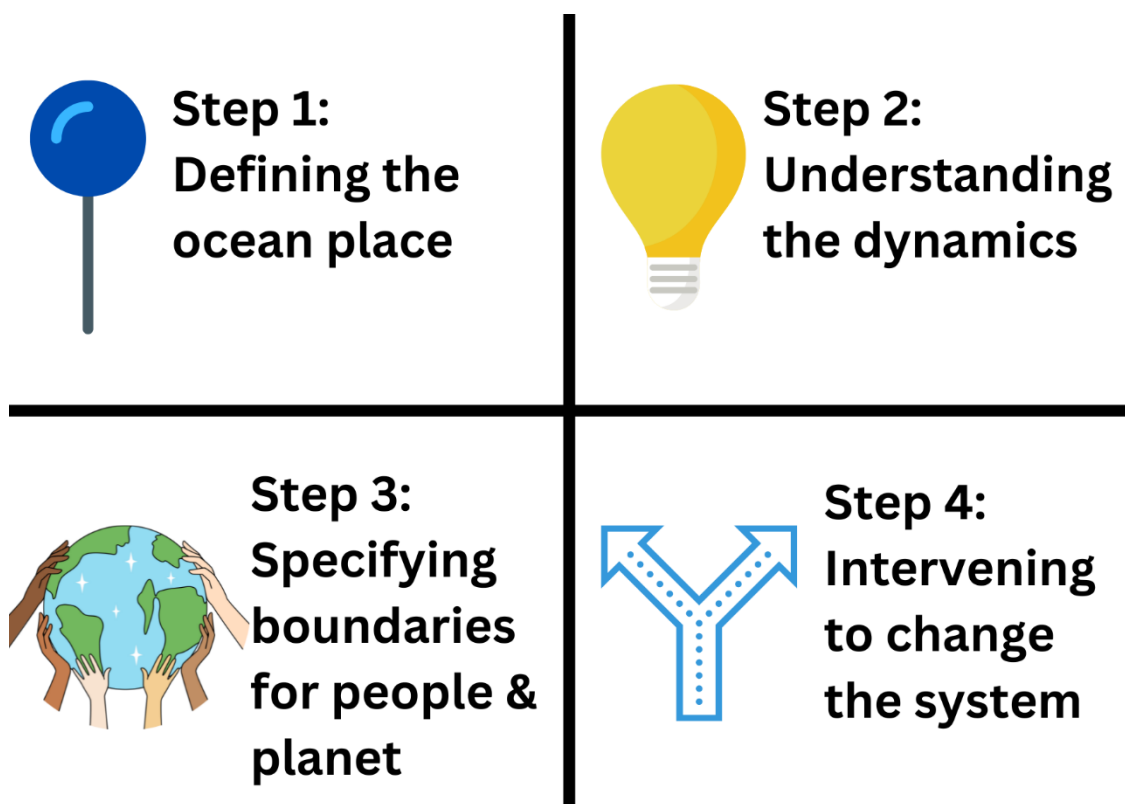 Step 1:
Defining the
ocean place
Step 2:
Understanding
the dynamics
Step 3:
Specifying
boundaries
for people &
planet
Step 4:
Intervening
to change
the system